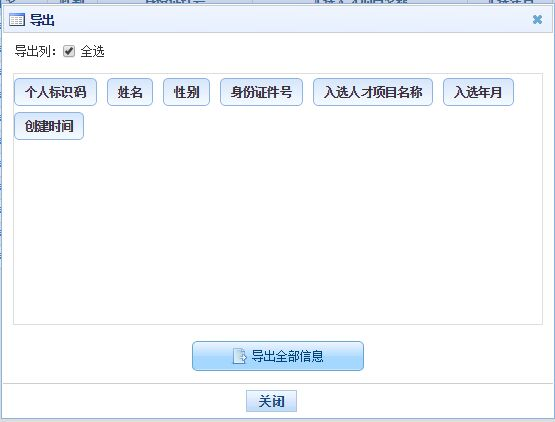 导出
导出列: 全选
个人标识码 姓名 性别 身份证件号 入选人才项目名称 入选年月
创建时间
导出全部信息
关闭